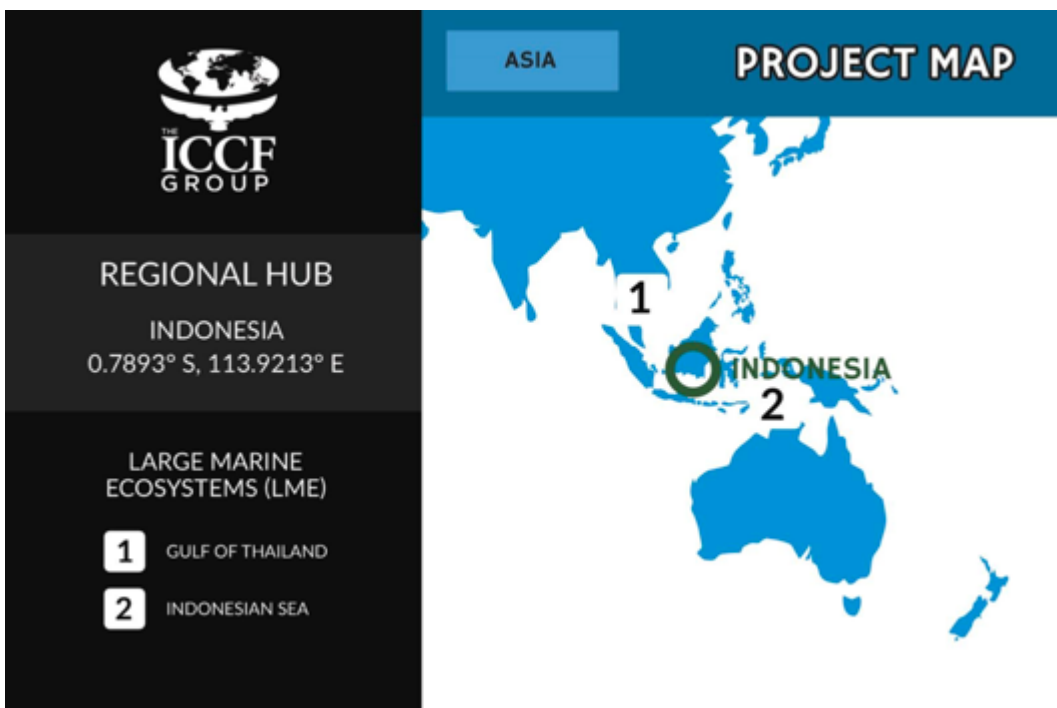 THE
ICCF
GROUP
REGIONAL HUB
INDONESIA
0.7893° S, 113.9213° E
LARGE MARINE
ECOSYSTEMS (LME)
1 GULF OF THAILAND
2 INDONESIAN SEA
ASIA
PROJECT MAP
1
INDONESIA
2